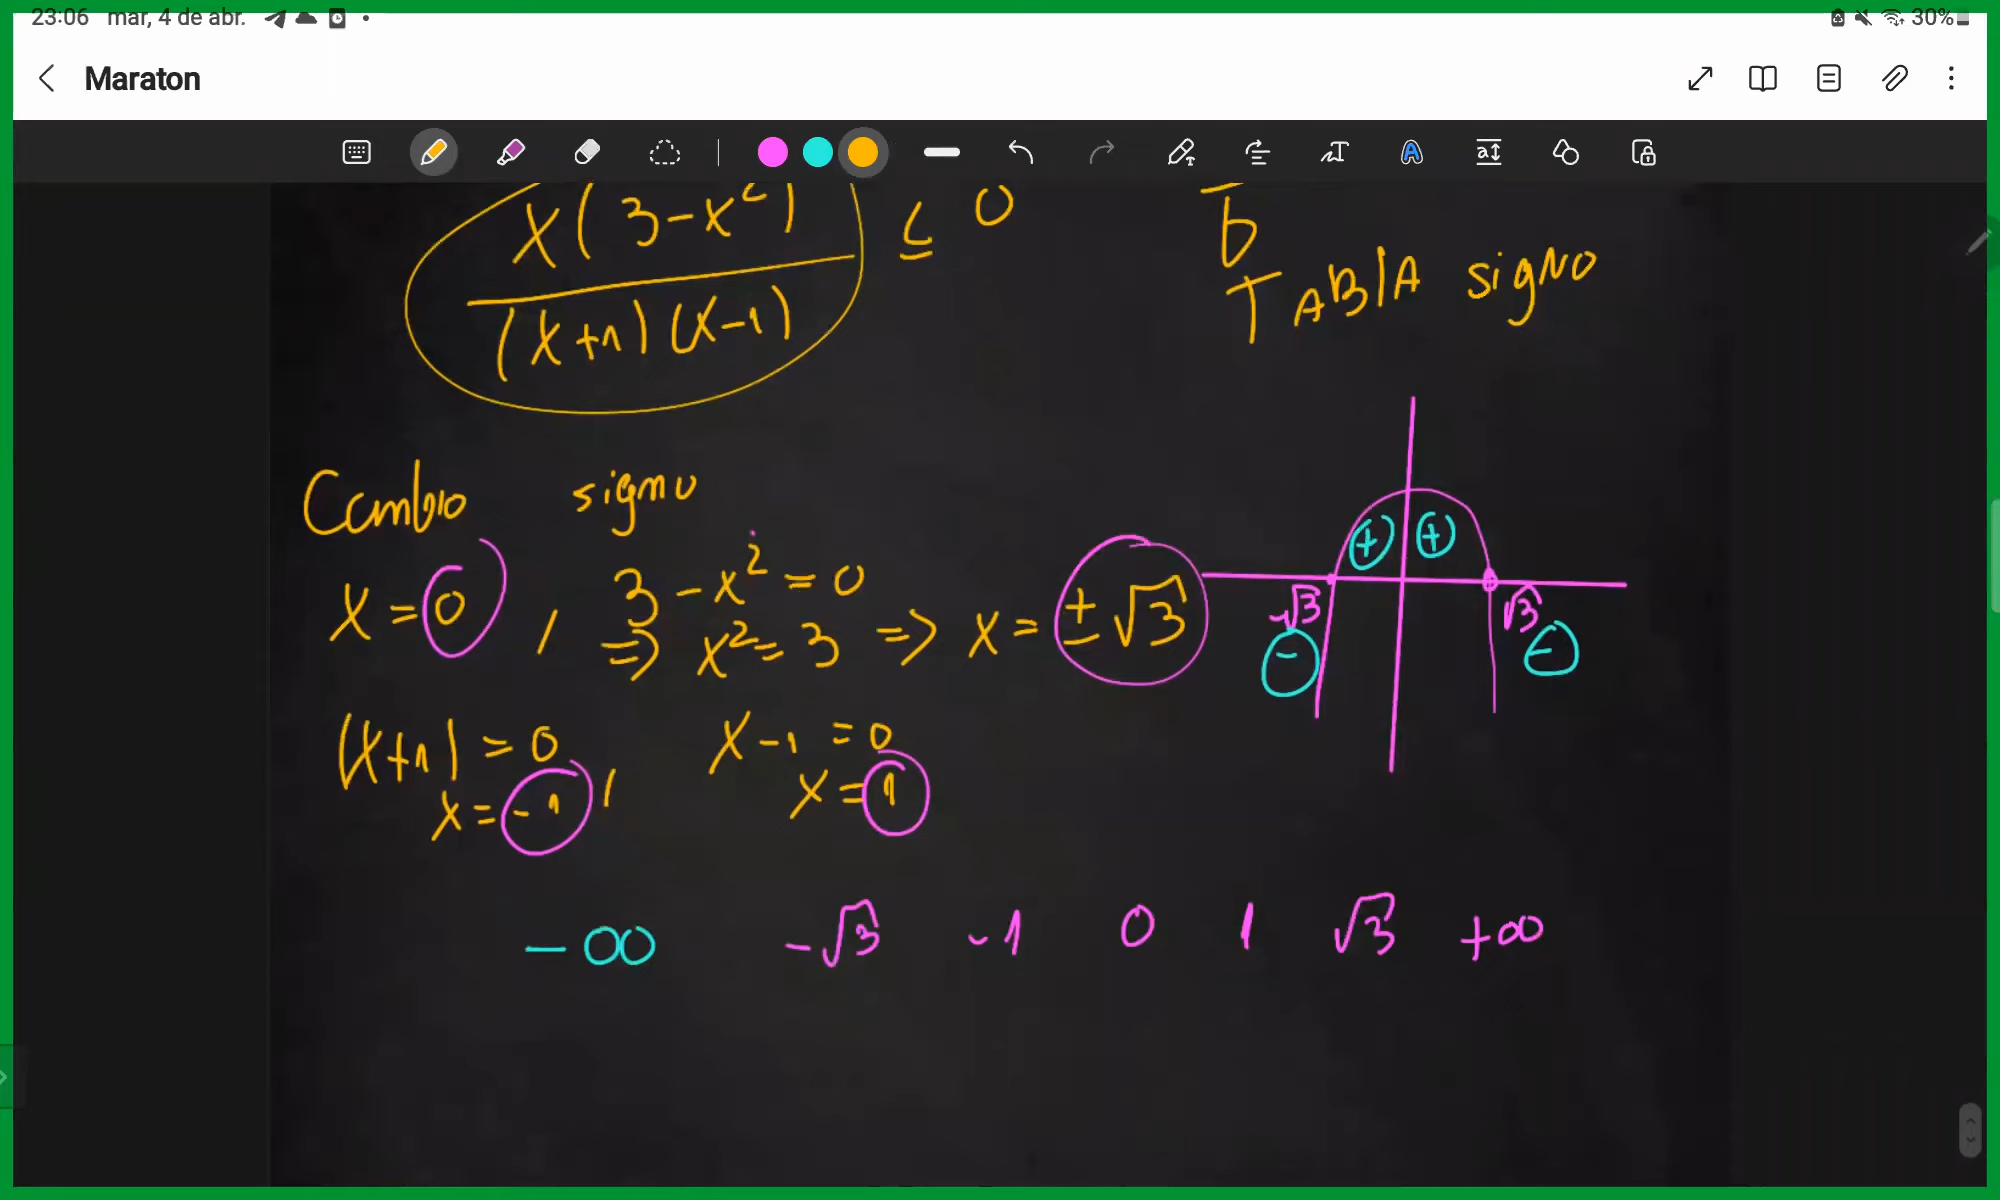 23:06 mar, 4 de abr. 30%
Maraton
x(3-x²)
(x+1)(x-1)
≤ 0
b
TABLA signo
Cambio signo
x = 0 , 3-x² = 0
⇒ x² = 3 ⇒ x = ±√3
(x+1) = 0 , x-1 = 0
x = -1 x = 1
+ +
-√3 √3
- -
-∞ -√3 -1 0 1 √3 +∞